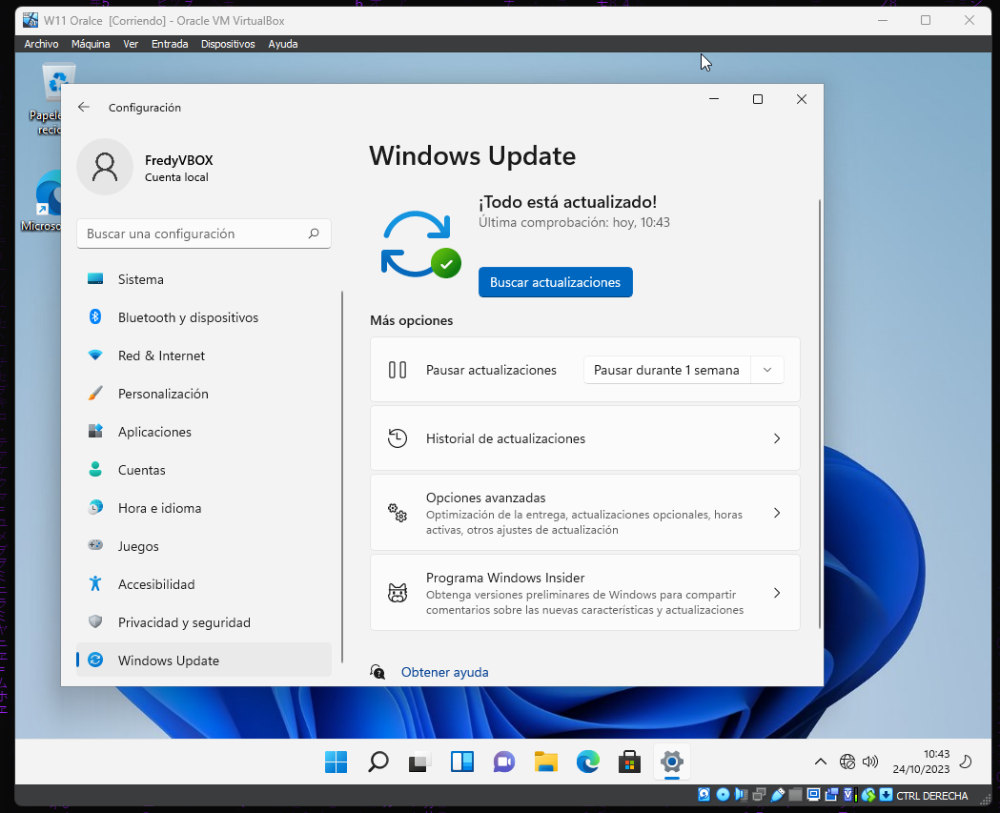 W11 Oralce [Corriendo] - Oracle VM VirtualBox
Archivo Máquina Ver Entrada Dispositivos Ayuda
Configuración
FredyVBOX
Cuenta local
Buscar una configuración
Sistema
Bluetooth y dispositivos
Red & Internet
Personalización
Aplicaciones
Cuentas
Hora e idioma
Juegos
Accesibilidad
Privacidad y seguridad
Windows Update
Windows Update
¡Todo está actualizado!
Última comprobación: hoy, 10:43
Buscar actualizaciones
Más opciones
Pausar actualizaciones
Pausar durante 1 semana
Historial de actualizaciones
Opciones avanzadas
Optimización de la entrega, actualizaciones opcionales, horas
activas, otros ajustes de actualización
Programa Windows Insider
Obtenga versiones preliminares de Windows para compartir
comentarios sobre las nuevas características y actualizaciones
Obtener ayuda
10:43
24/10/2023
CTRL DERECHA